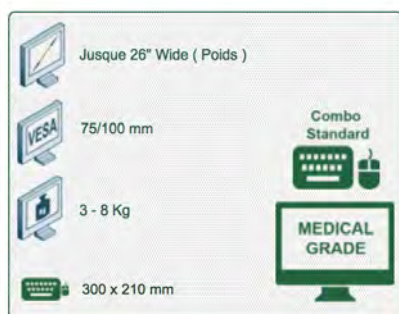 Jusque 26" Wide ( Poids )
VESA
75/100 mm
Combo
Standard
3 - 8 Kg
MEDICAL
GRADE
300 x 210 mm